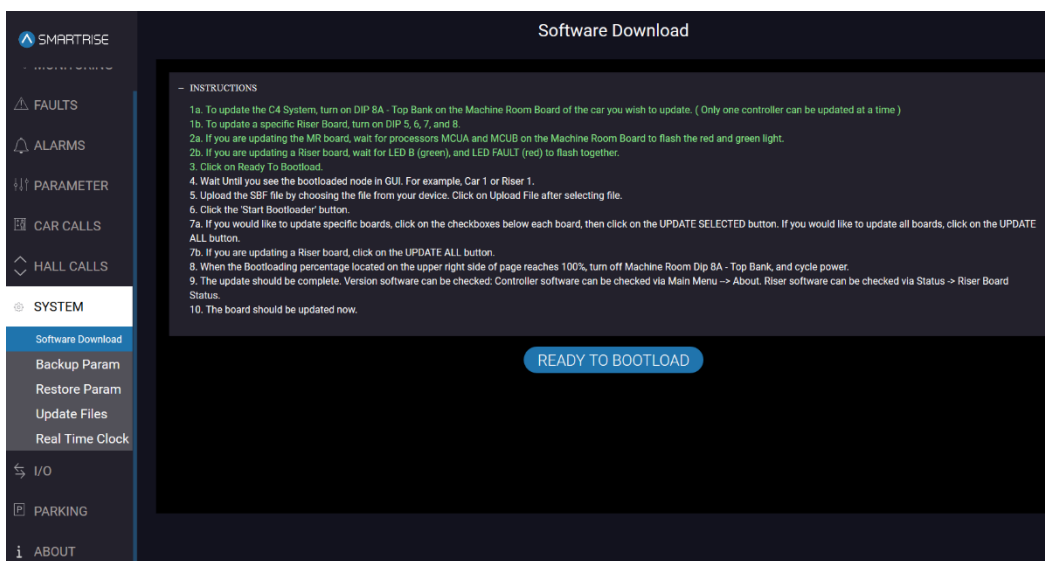 SMARTRISE
Software Download
FAULTS
ALARMS
PARAMETER
CAR CALLS
HALL CALLS
SYSTEM
Software Download
Backup Param
Restore Param
Update Files
Real Time Clock
I/O
PARKING
ABOUT
– INSTRUCTIONS
1a. To update the C4 System, turn on DIP 8A - Top Bank on the Machine Room Board of the car you wish to update. ( Only one controller can be updated at a time )
1b. To update a specific Riser Board, turn on DIP 5, 6, 7, and 8.
2a. If you are updating the MR board, wait for processors MCUA and MCUB on the Machine Room Board to flash the red and green light.
2b. If you are updating a Riser board, wait for LED B (green), and LED FAULT (red) to flash together.
3. Click on Ready To Bootload.
4. Wait Until you see the bootloaded node in GUI. For example, Car 1 or Riser 1.
5. Upload the SBF file by choosing the file from your device. Click on Upload File after selecting file.
6. Click the 'Start Bootloader' button.
7a. If you would like to update specific boards, click on the checkboxes below each board, then click on the UPDATE SELECTED button. If you would like to update all boards, click on the UPDATE
ALL button.
7b. If you are updating a Riser board, click on the UPDATE ALL button.
8. When the Bootloading percentage located on the upper right side of page reaches 100%, turn off Machine Room Dip 8A - Top Bank, and cycle power.
9. The update should be complete. Version software can be checked: Controller software can be checked via Main Menu --> About. Riser software can be checked via Status -> Riser Board
Status.
10. The board should be updated now.
READY TO BOOTLOAD